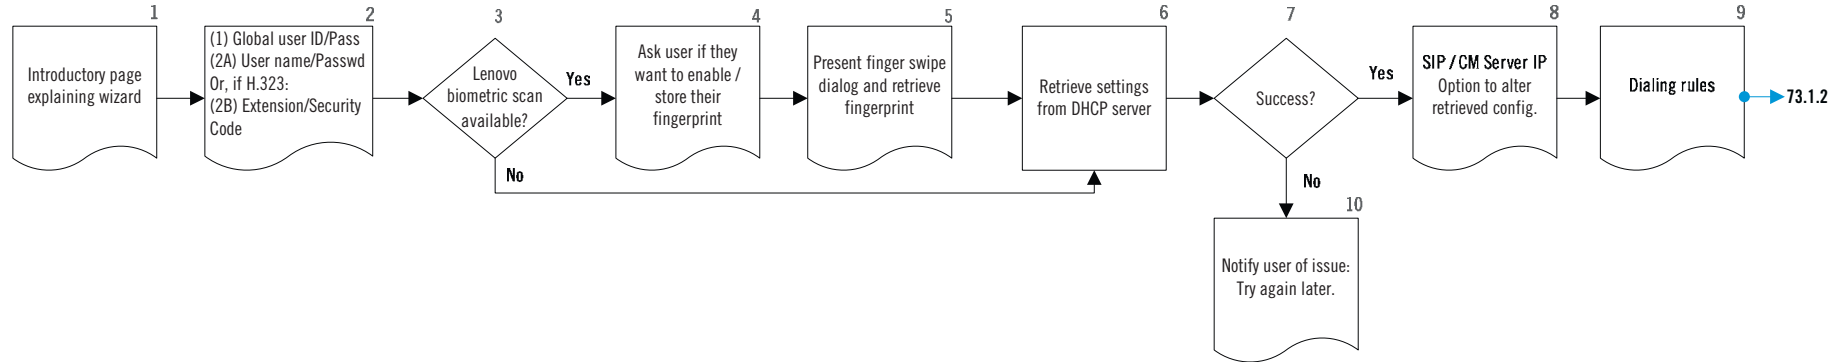 1
Introductory page
explaining wizard
2
(1) Global user ID/Pass
(2A) User name/Passwd
Or, if H.323:
(2B) Extension/Security
Code
3
Lenovo
biometric scan
available?
Yes
No
4
Ask user if they
want to enable /
store their
fingerprint
5
Present finger swipe
dialog and retrieve
fingerprint
6
Retrieve settings
from DHCP server
7
Success?
Yes
No
8
SIP / CM Server IP
Option to alter
retrieved config.
9
Dialing rules
73.1.2
10
Notify user of issue:
Try again later.